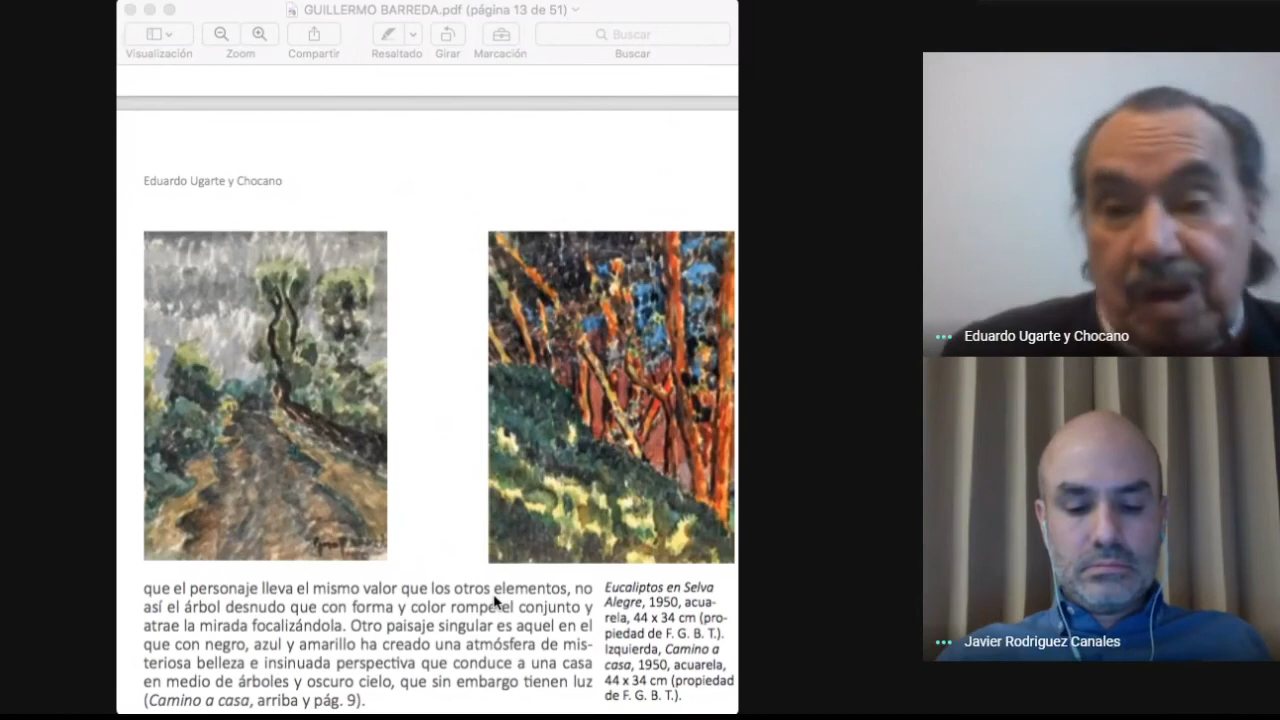 GUILLERMO BARREDA.pdf (página 13 de 51)
Buscar
Visualización
Zoom
Compartir
Resaltado
Girar
Marcación
Buscar
Eduardo Ugarte y Chocano
que el personaje lleva el mismo valor que los otros elementos, no
así el árbol desnudo que con forma y color rompe el conjunto y
atrae la mirada focalizándola. Otro paisaje singular es aquel en el
que con negro, azul y amarillo ha creado una atmósfera de mis-
teriosa belleza e insinuada perspectiva que conduce a una casa
en medio de árboles y oscuro cielo, que sin embargo tienen luz
(Camino a casa, arriba y pág. 9).
Eucaliptos en Selva
Alegre, 1950, acua-
rela, 44 x 34 cm (pro-
piedad de F. G. B. T.).
Izquierda, Camino a
casa, 1950, acuarela,
44 x 34 cm (propiedad
de F. G. B. T.).
Eduardo Ugarte y Chocano
Javier Rodriguez Canales